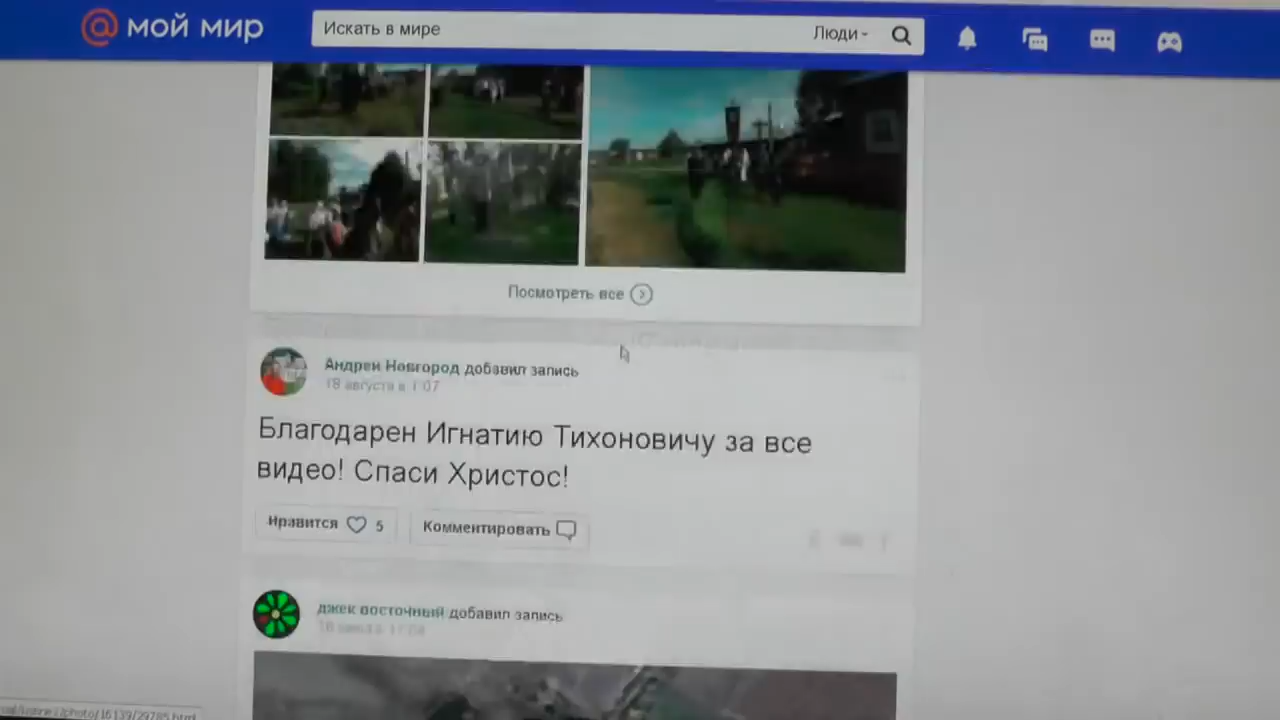 мой мир
Искать в мире
Люди
Посмотреть все
Андрей Новгород добавил запись
18 августа в 1:07
Благодарен Игнатию Тихоновичу за все
видео! Спаси Христос!
Нравится 5
Комментировать
джек восточный добавил запись